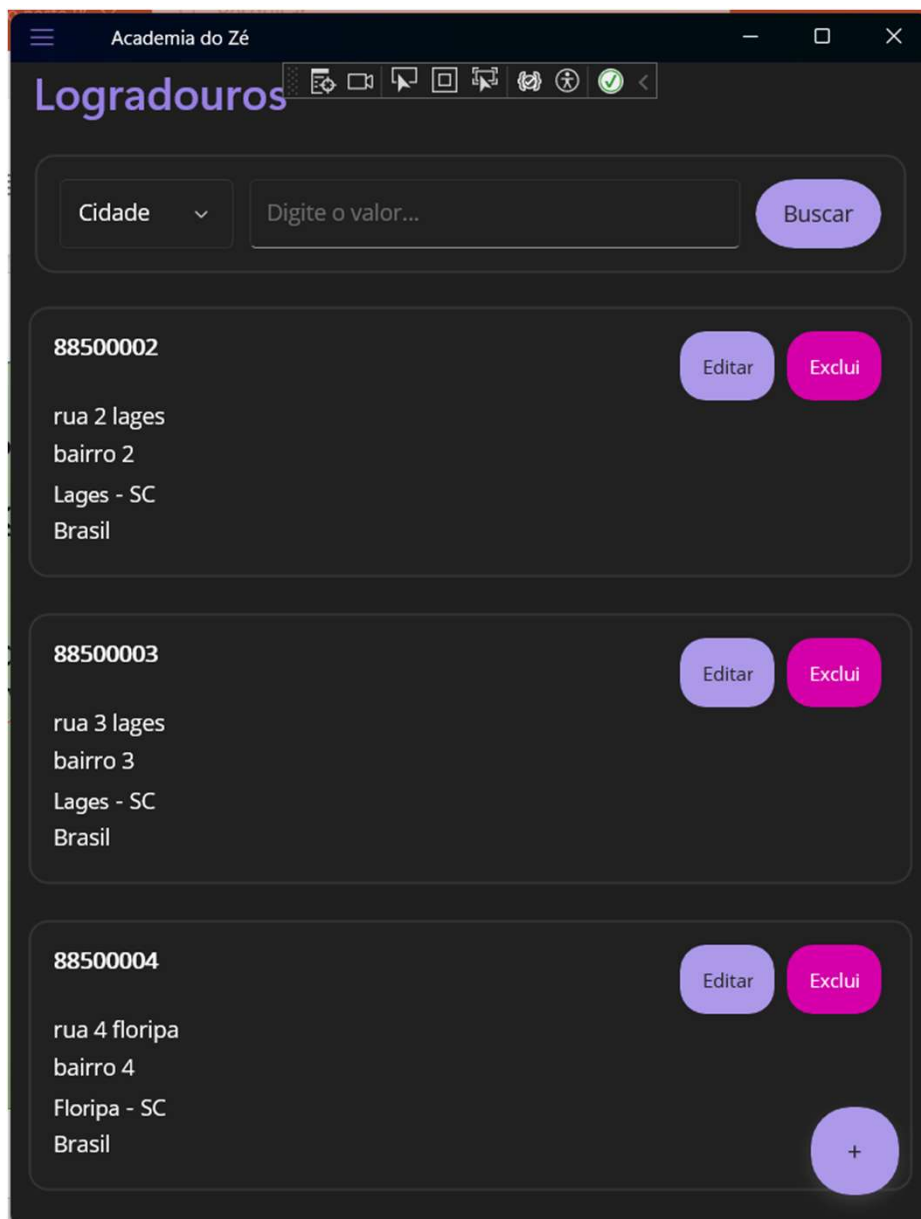 Academia do Zé
Logradouros
Cidade Digite o valor... Buscar
88500002 Editar Exclui
rua 2 lages
bairro 2
Lages - SC
Brasil
88500003 Editar Exclui
rua 3 lages
bairro 3
Lages - SC
Brasil
88500004 Editar Exclui
rua 4 floripa
bairro 4
Floripa - SC
Brasil
+